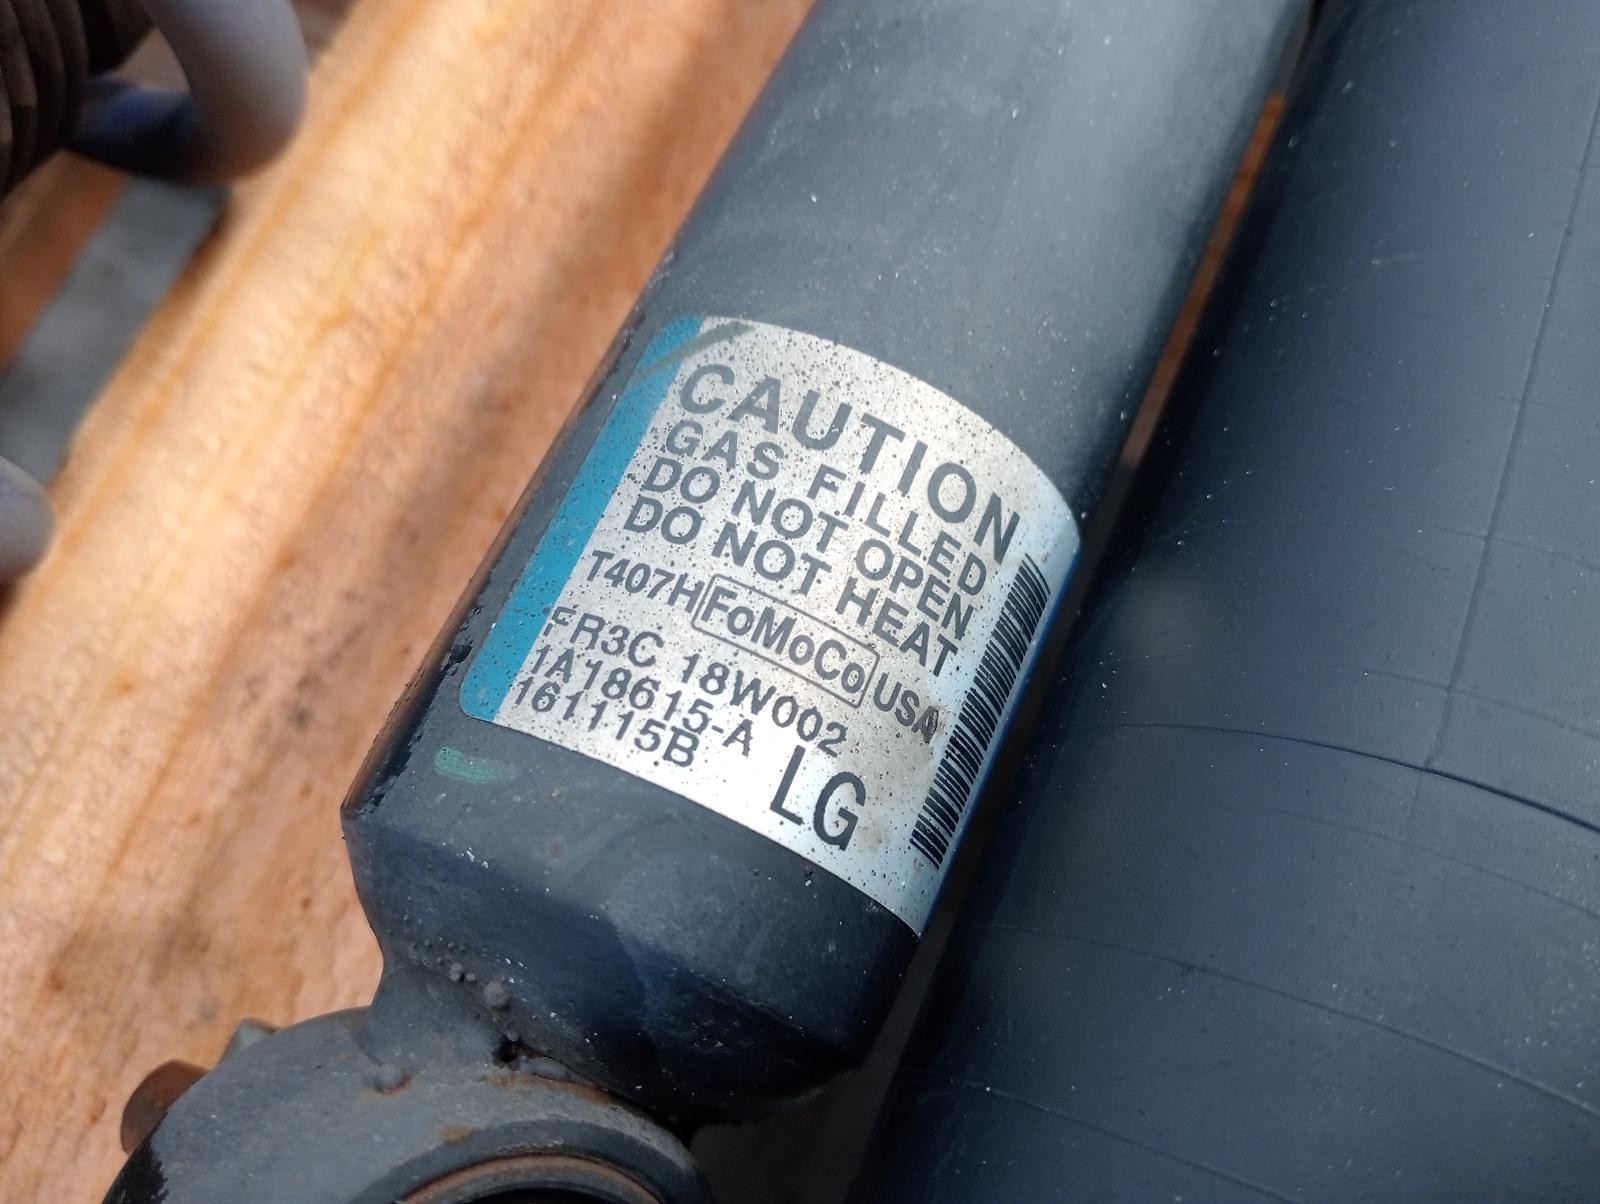 CAUTION
GAS FILLED
DO NOT OPEN
DO NOT HEAT
T407H FoMoCo USA
FR3C 18W002
1A18615-A
161115B
LG